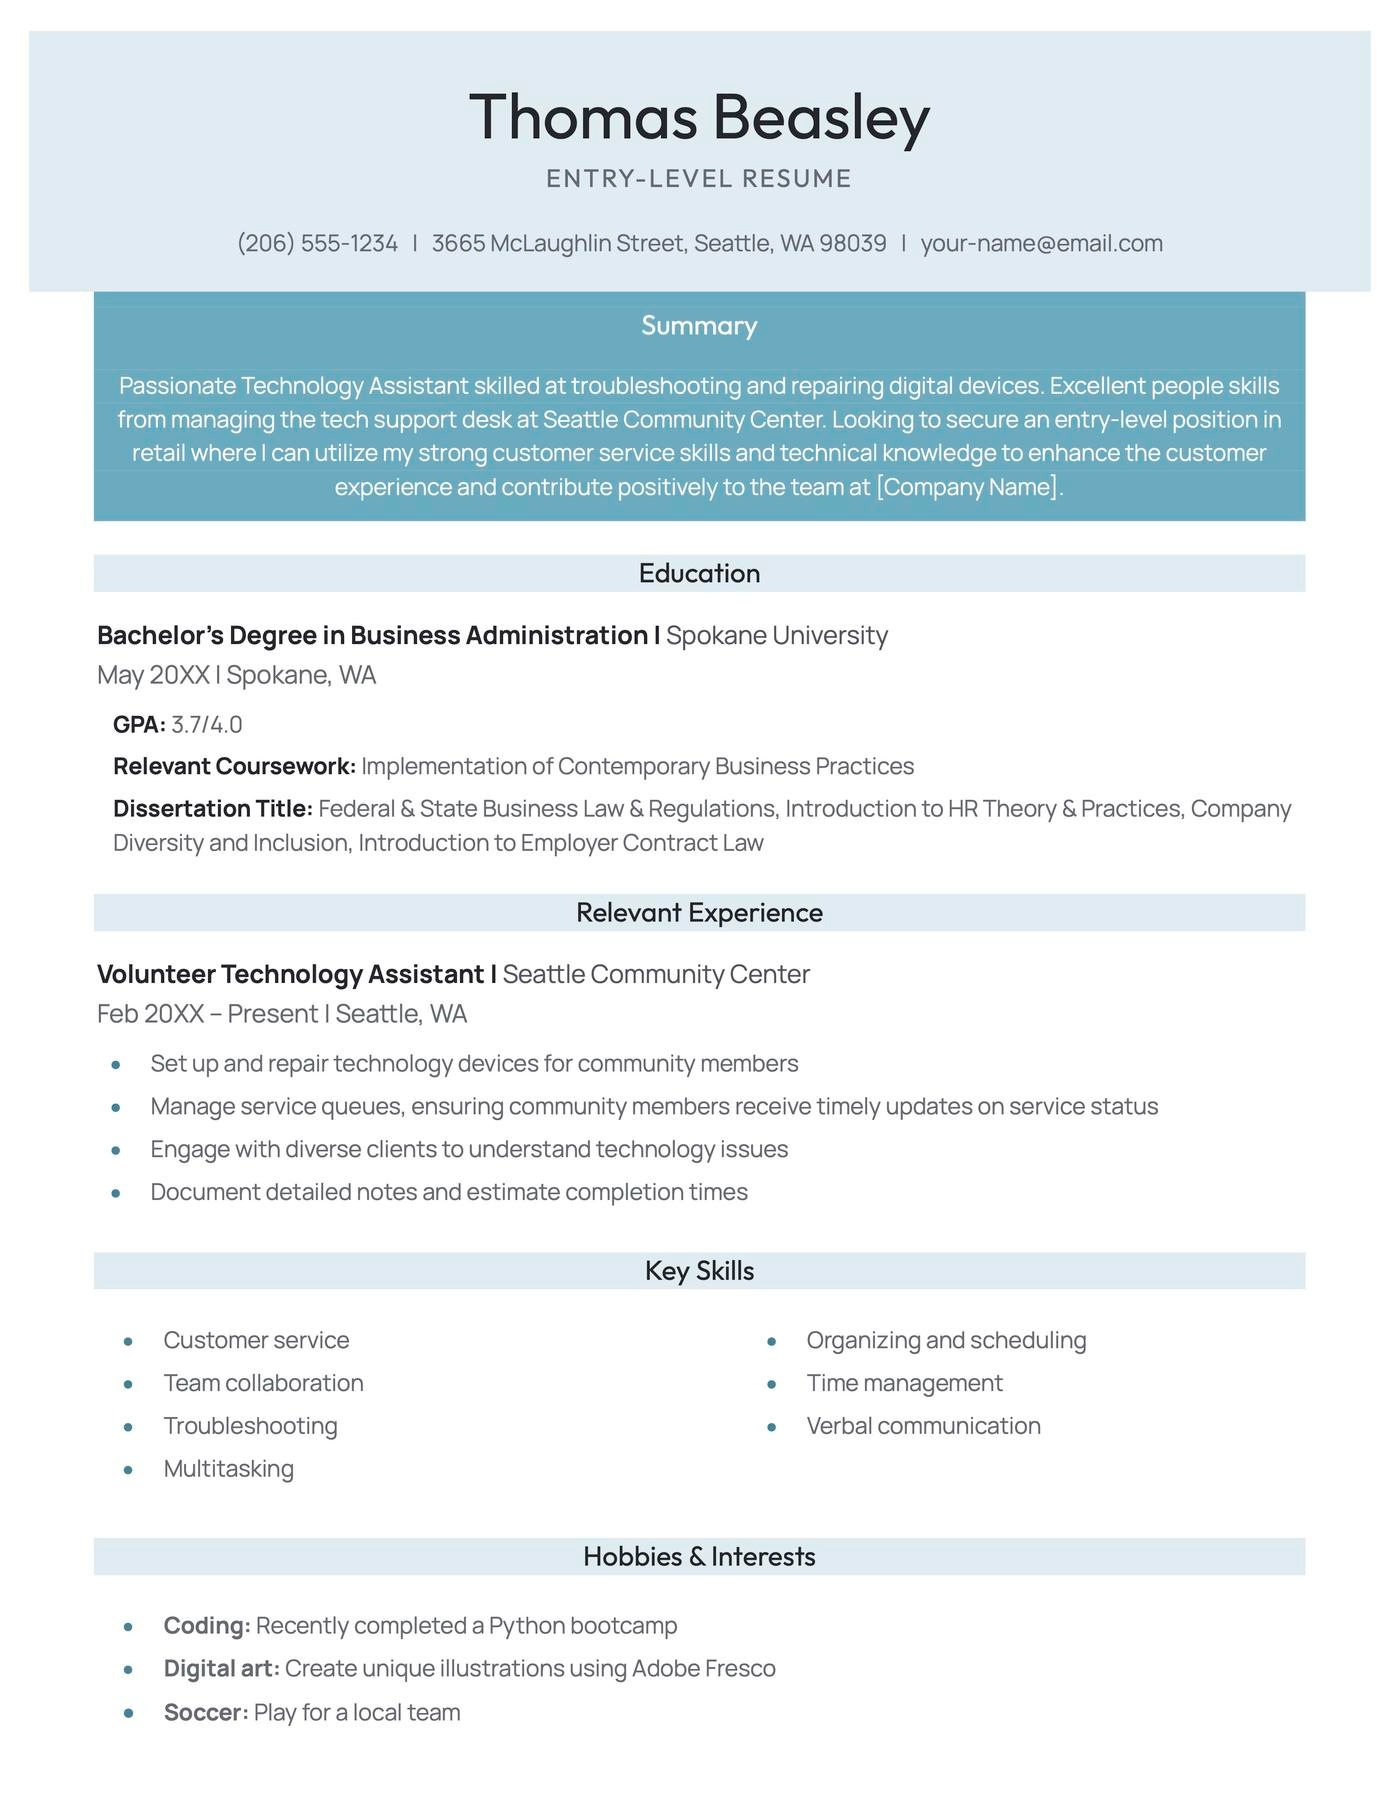 Thomas Beasley
ENTRY-LEVEL RESUME
(206) 555-1234 | 3665 McLaughlin Street, Seattle, WA 98039 | your-name@email.com
Summary
Passionate Technology Assistant skilled at troubleshooting and repairing digital devices. Excellent people skills
from managing the tech support desk at Seattle Community Center. Looking to secure an entry-level position in
retail where I can utilize my strong customer service skills and technical knowledge to enhance the customer
experience and contribute positively to the team at [Company Name].
Education
Bachelor’s Degree in Business Administration | Spokane University
May 20XX | Spokane, WA
GPA: 3.7/4.0
Relevant Coursework: Implementation of Contemporary Business Practices
Dissertation Title: Federal & State Business Law & Regulations, Introduction to HR Theory & Practices, Company
Diversity and Inclusion, Introduction to Employer Contract Law
Relevant Experience
Volunteer Technology Assistant | Seattle Community Center
Feb 20XX – Present | Seattle, WA
• Set up and repair technology devices for community members
• Manage service queues, ensuring community members receive timely updates on service status
• Engage with diverse clients to understand technology issues
• Document detailed notes and estimate completion times
Key Skills
• Customer service
• Team collaboration
• Troubleshooting
• Multitasking
• Organizing and scheduling
• Time management
• Verbal communication
Hobbies & Interests
• Coding: Recently completed a Python bootcamp
• Digital art: Create unique illustrations using Adobe Fresco
• Soccer: Play for a local team